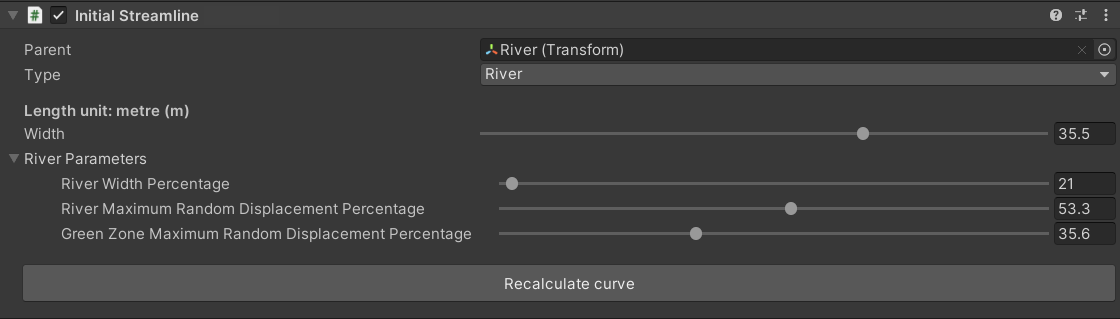 Initial Streamline
Parent River (Transform)
Type River
Length unit: metre (m)
Width 35.5
River Parameters
River Width Percentage 21
River Maximum Random Displacement Percentage 53.3
Green Zone Maximum Random Displacement Percentage 35.6
Recalculate curve